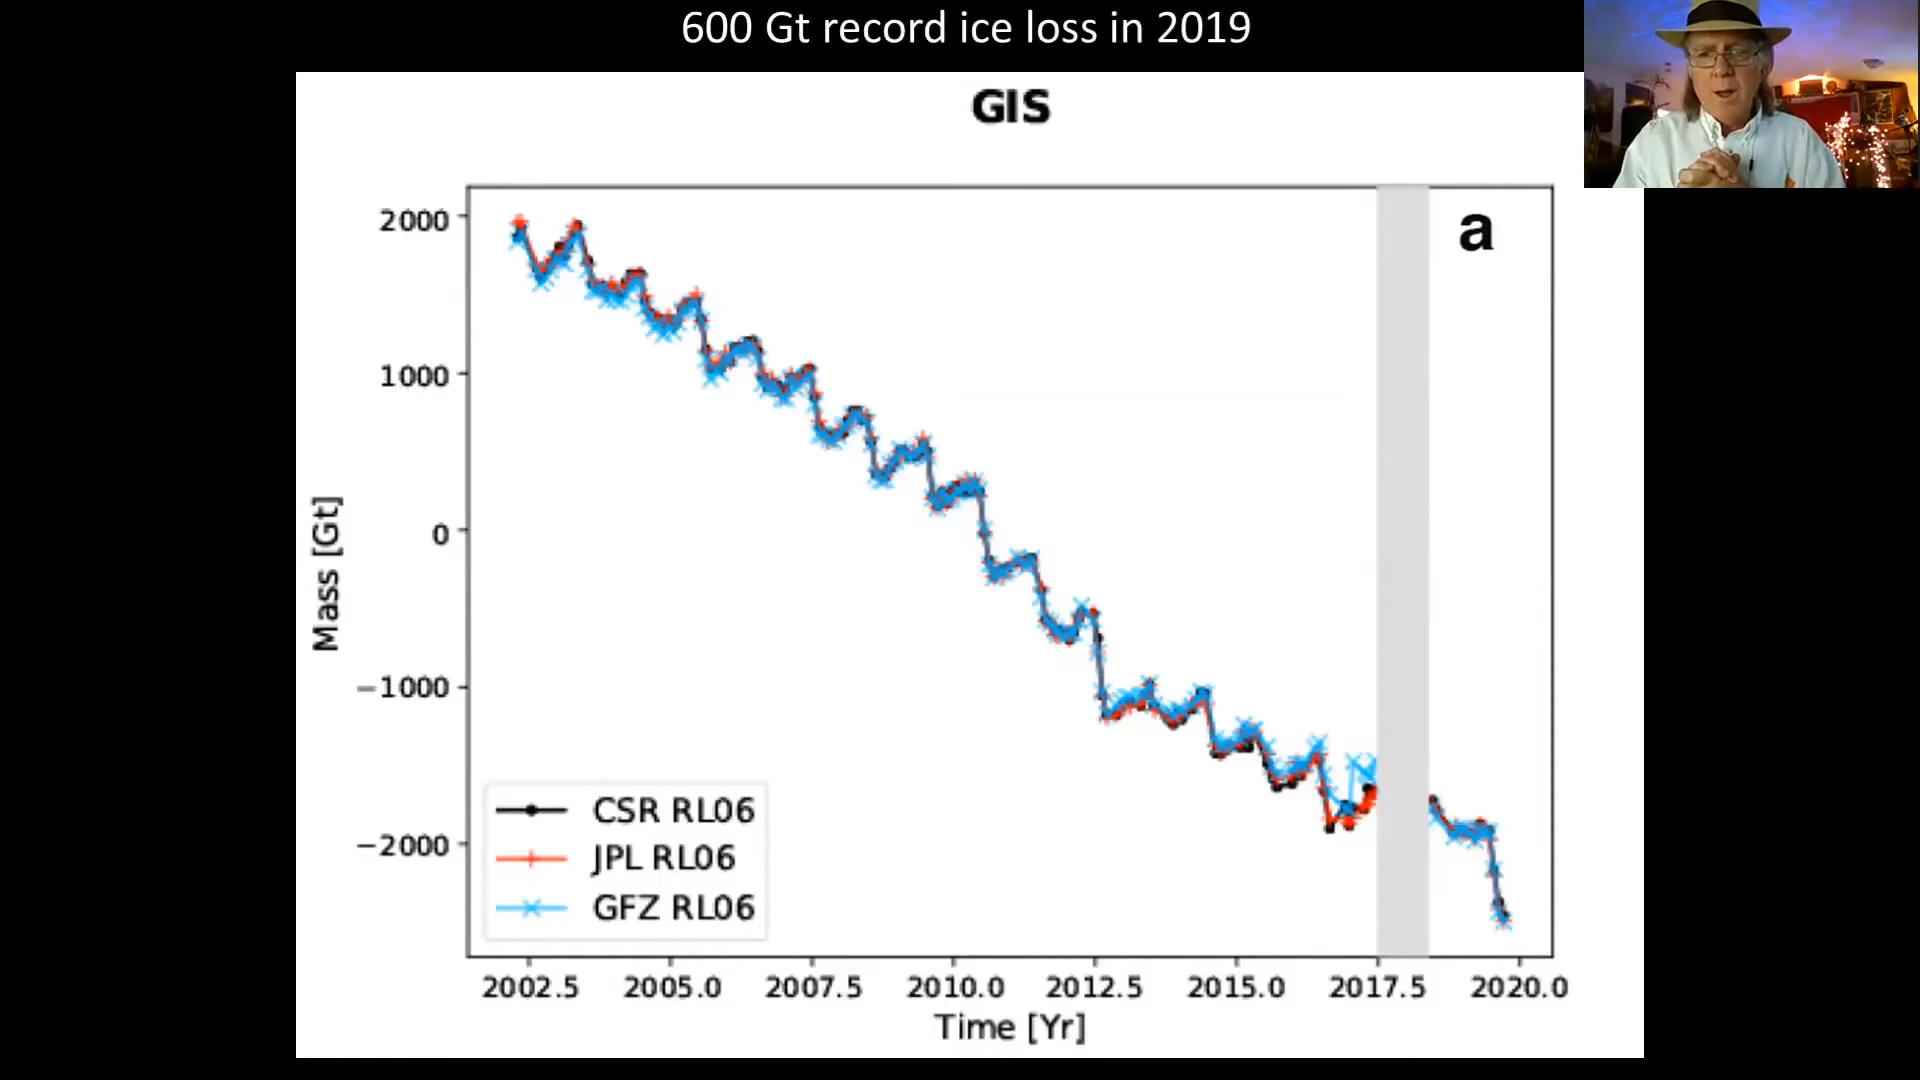 600 Gt record ice loss in 2019
GIS
a
2000
1000
0
−1000
−2000
Mass [Gt]
CSR RL06
JPL RL06
GFZ RL06
2002.5 2005.0 2007.5 2010.0 2012.5 2015.0 2017.5 2020.0
Time [Yr]